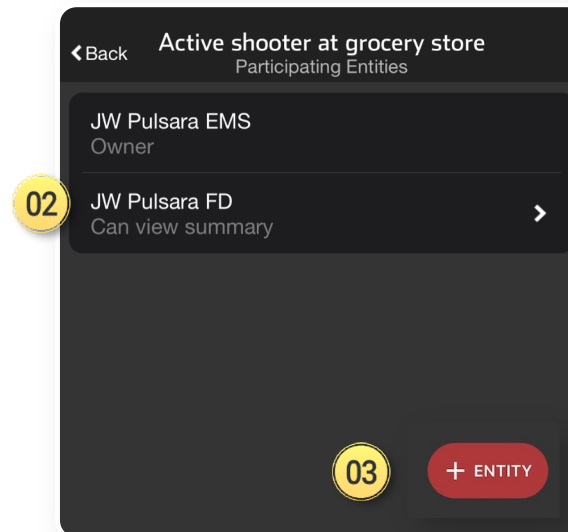 Back
Active shooter at grocery store
Participating Entities
JW Pulsara EMS
Owner
02
JW Pulsara FD
Can view summary
03
+ ENTITY